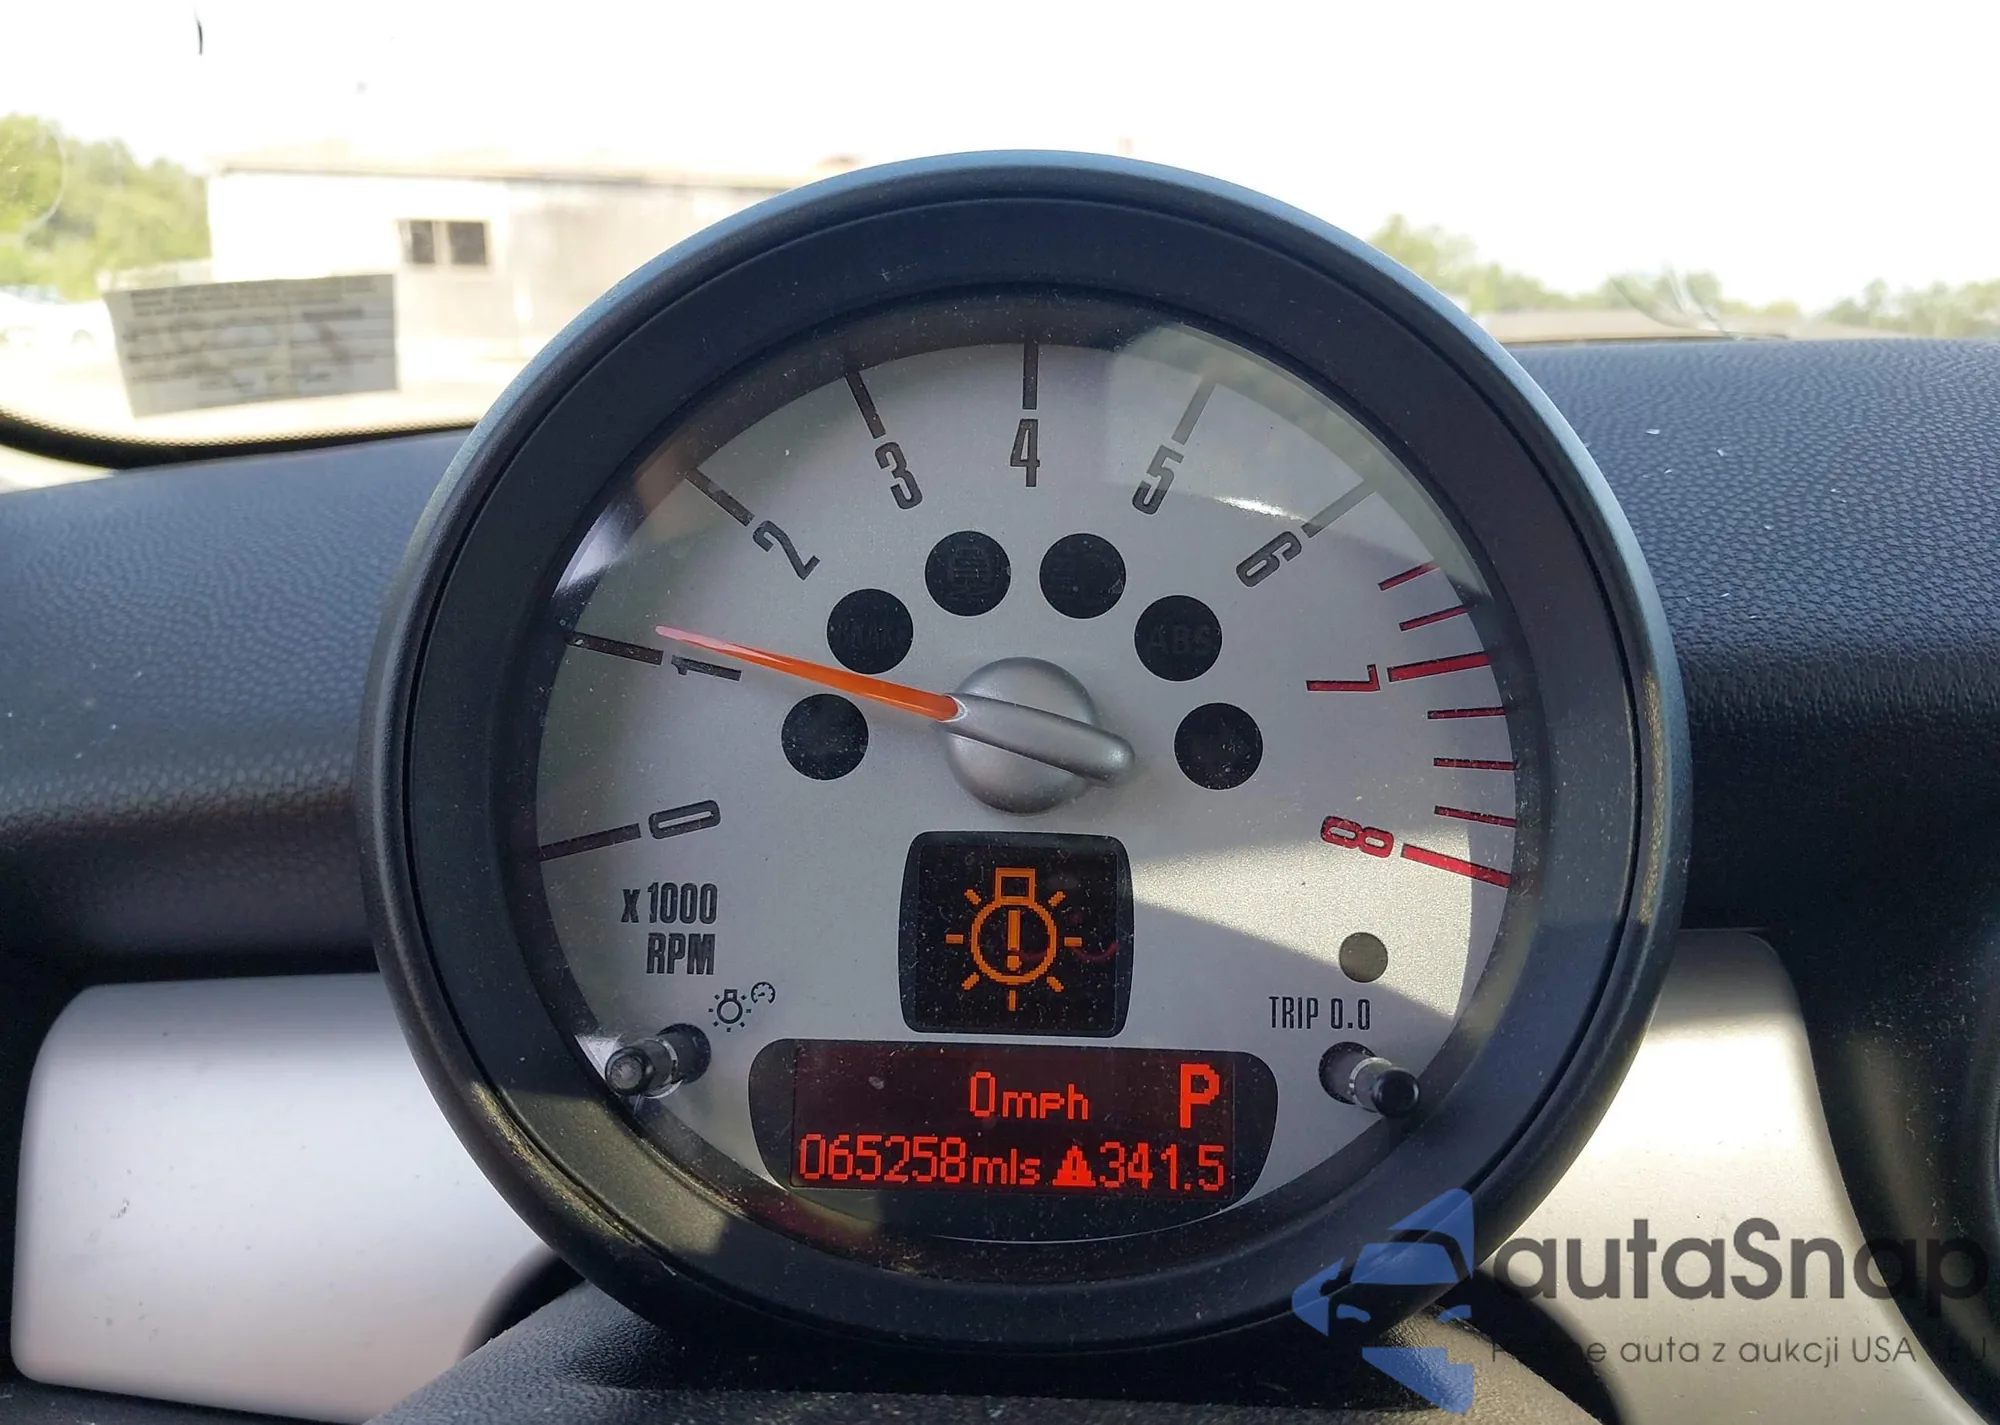 4
3
5
2
6
ABS
1
7
0
8
x 1000
RPM
TRIP 0.0
0mph P
065258mls 341.5
autaSnap
auta z aukcji USA